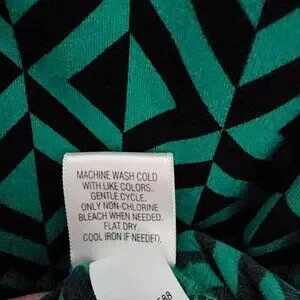 MACHINE WASH COLD
WITH LIKE COLORS.
GENTLE CYCLE.
ONLY NON-CHLORINE
BLEACH WHEN NEEDED.
FLAT DRY.
COOL IRON IF NEEDED.